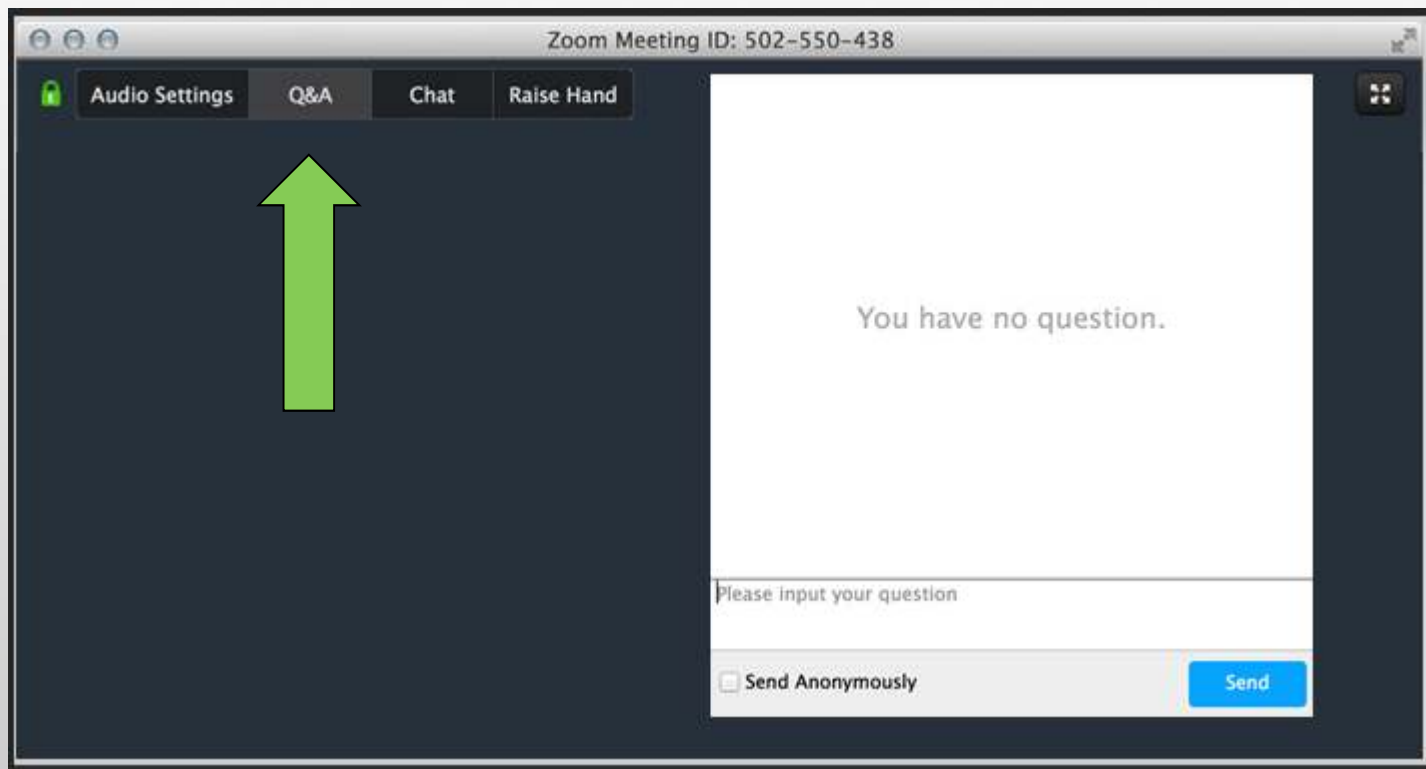 Zoom Meeting ID: 502-550-438
Audio Settings Q&A Chat Raise Hand
You have no question.
Please input your question
Send Anonymously Send